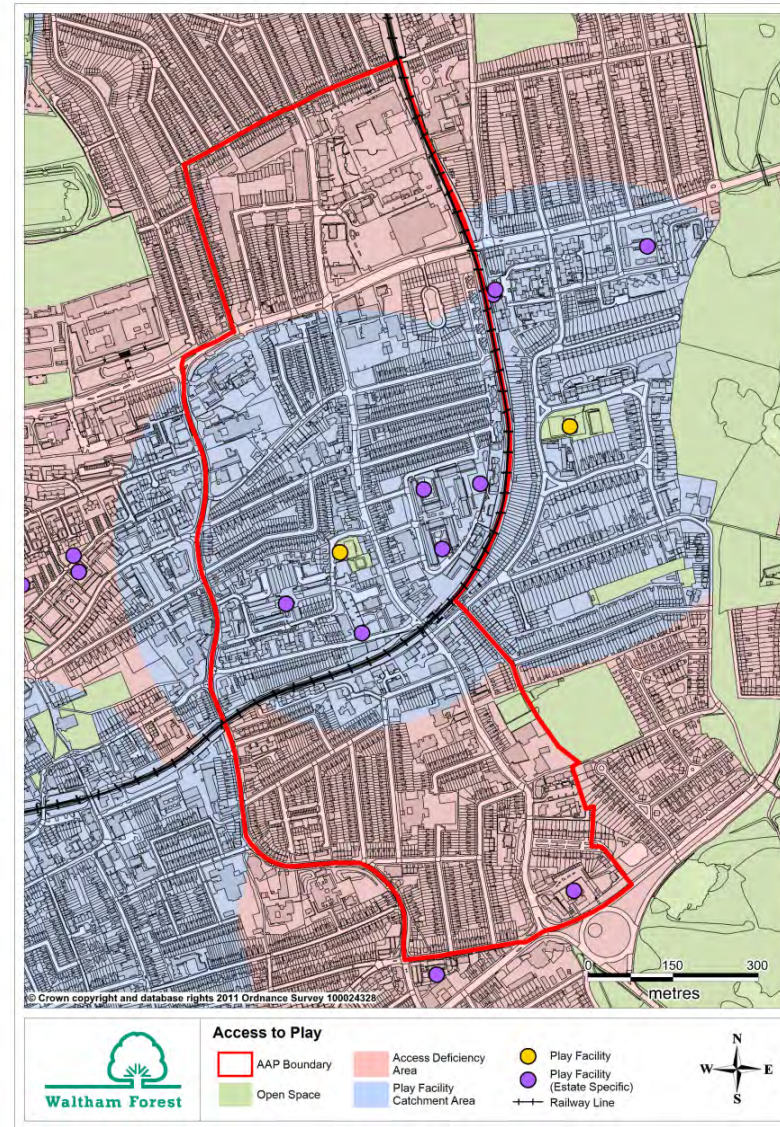 0 150 300
metres
© Crown copyright and database rights 2011 Ordnance Survey 100024328
Waltham Forest
Access to Play
AAP Boundary
Open Space
Access Deficiency
Area
Play Facility
Catchment Area
Play Facility
Play Facility
(Estate Specific)
Railway Line
N
W E
S